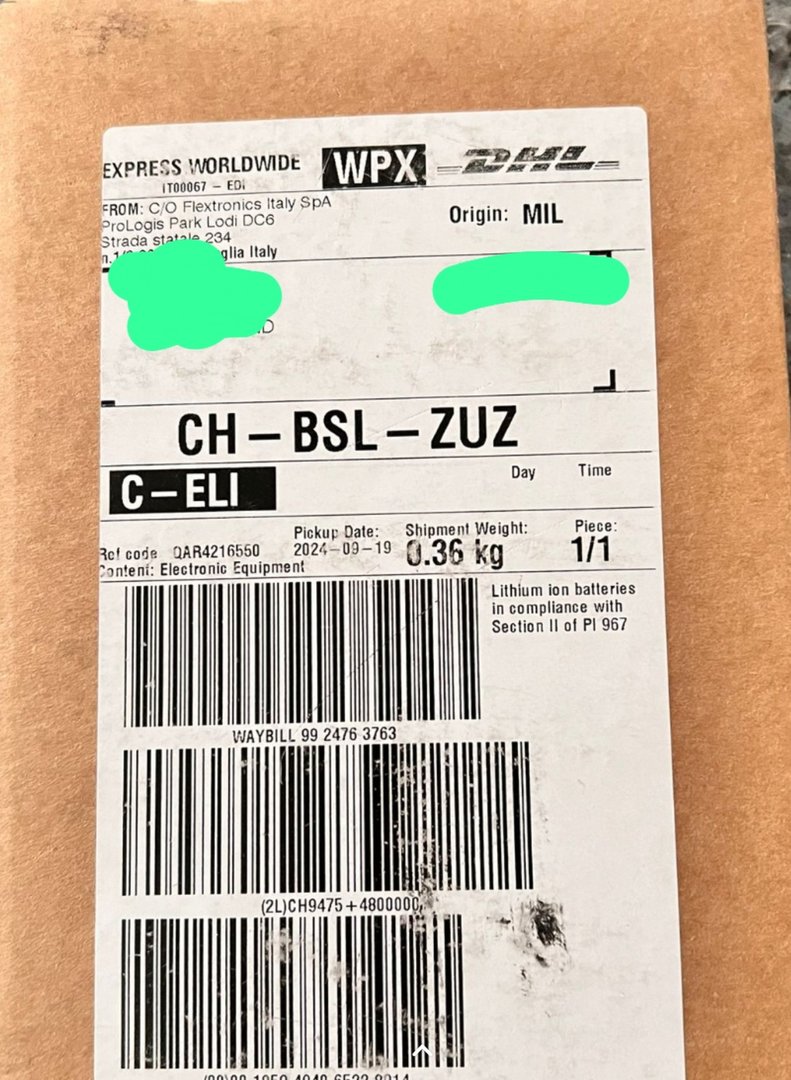 EXPRESS WORLDWIDE WPX DHL
IT00067 – EDI
FROM: C/O Flextronics Italy SpA
ProLogis Park Lodi DC6
Strada statale 234
glia Italy
Origin: MIL
CH–BSL–ZUZ
C–ELI
Day Time
Ref code QAR4216550
Pickup Date:
2024–09–19
Shipment Weight:
0.36 kg
Piece:
1/1
Content: Electronic Equipment
Lithium ion batteries
in compliance with
Section II of PI 967
WAYBILL 99 2476 3763
(2L)CH9475+4800000